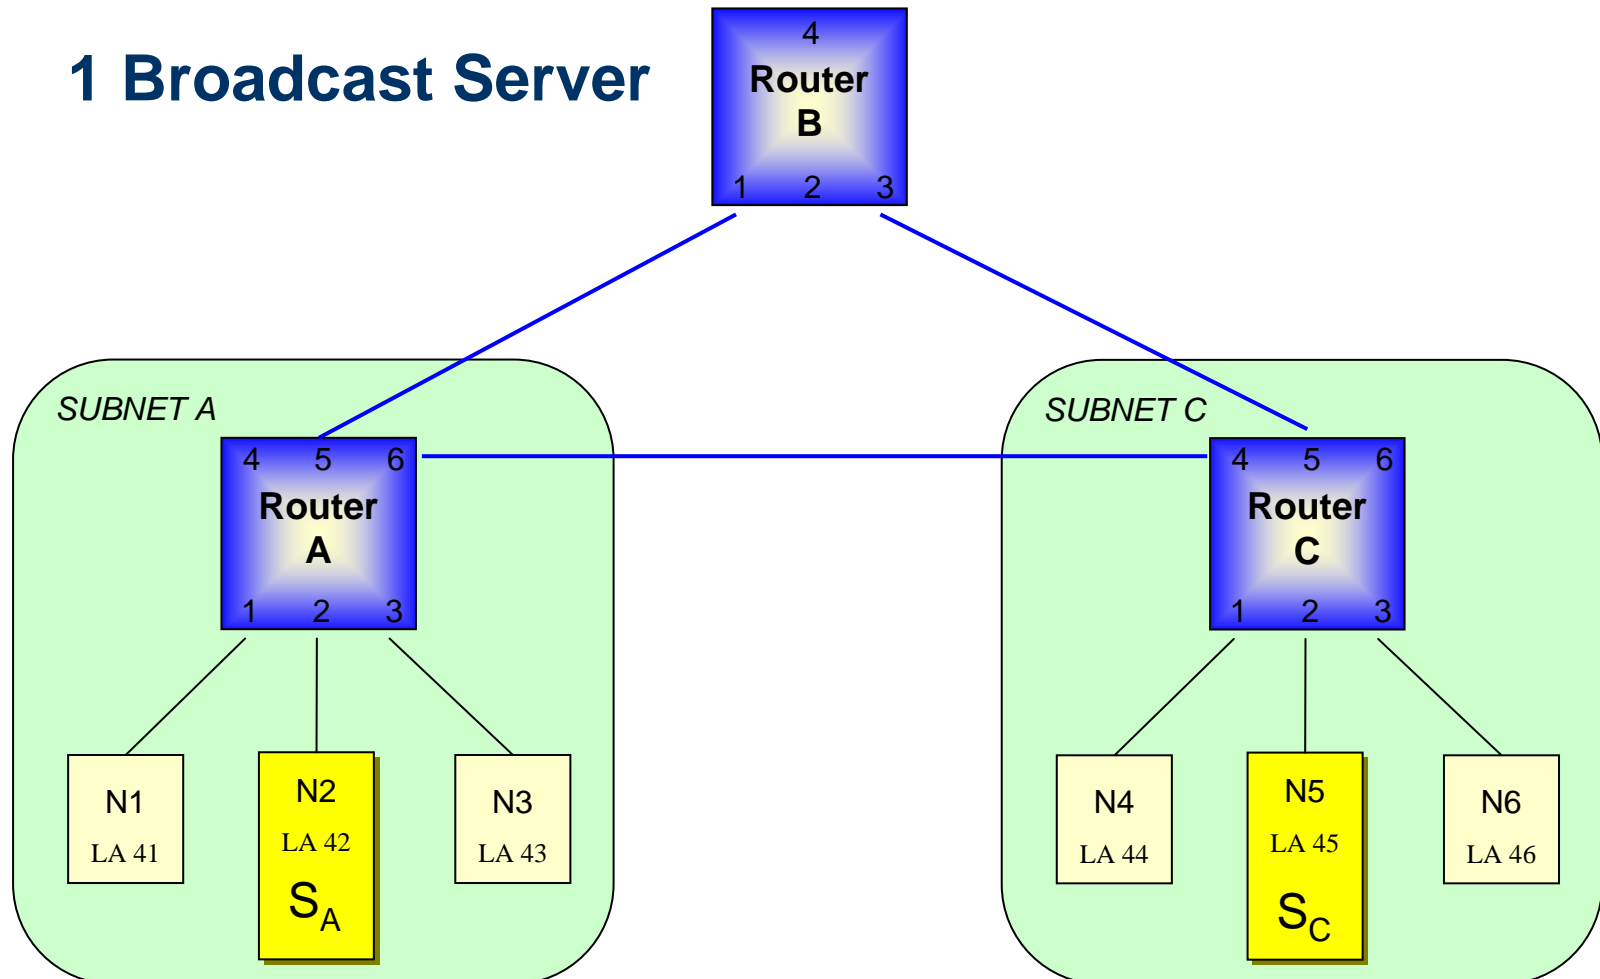 1 Broadcast Server
4
Router
B
1 2 3
SUBNET A
4 5 6
Router
A
1 2 3
N1
LA 41
N2
LA 42
SA
N3
LA 43
SUBNET C
4 5 6
Router
C
1 2 3
N4
LA 44
N5
LA 45
SC
N6
LA 46